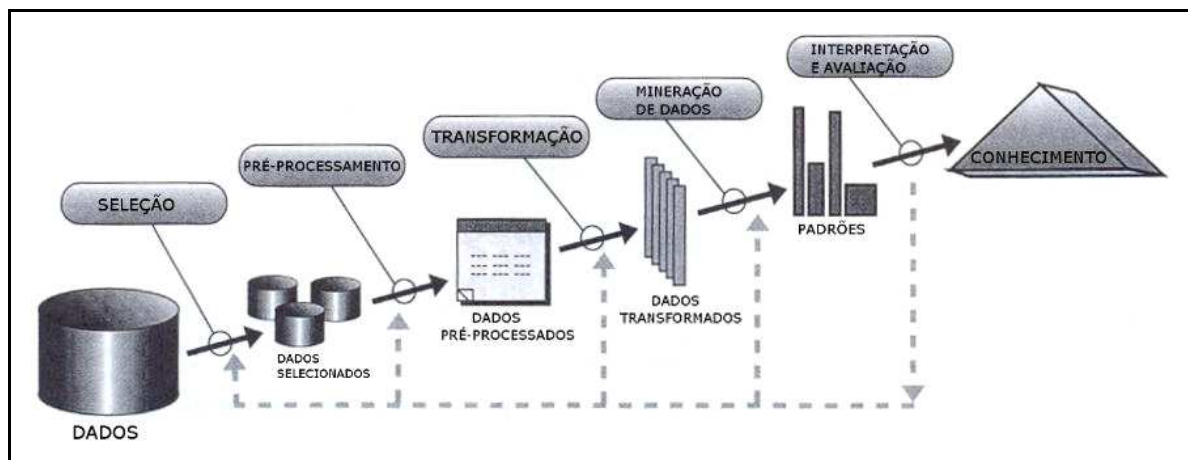 INTERPRETAÇÃO
E AVALIAÇÃO
MINERAÇÃO
DE DADOS
TRANSFORMAÇÃO
PRÉ-PROCESSAMENTO
SELEÇÃO
CONHECIMENTO
PADRÕES
DADOS
TRANSFORMADOS
DADOS
PRÉ-PROCESSADOS
DADOS
SELECIONADOS
DADOS